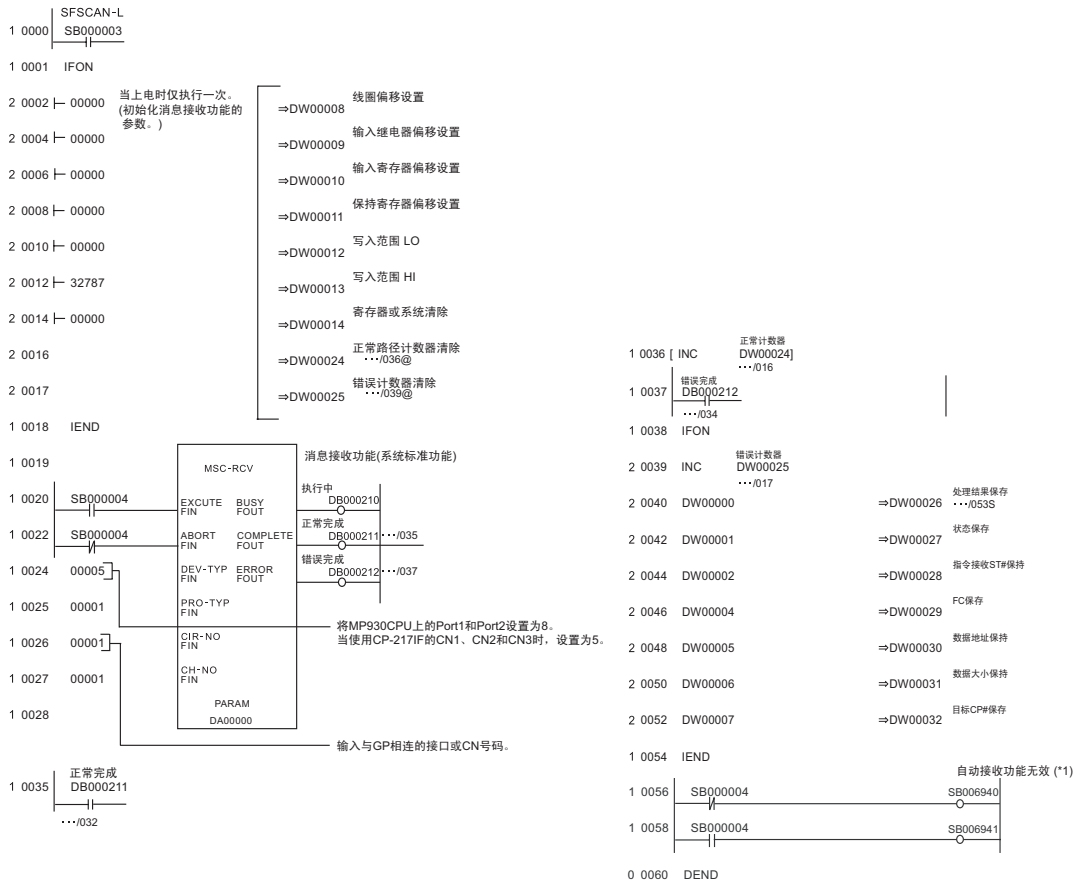 SFSCAN-L
1 0000 SB000003
1 0001 IFON
2 0002 00000 ⇒DW00008 线圈偏移设置
当上电时仅执行一次。
(初始化消息接收功能的
参数。)
2 0004 00000 ⇒DW00009 输入继电器偏移设置
2 0006 00000 ⇒DW00010 输入寄存器偏移设置
2 0008 00000 ⇒DW00011 保持寄存器偏移设置
2 0010 00000 ⇒DW00012 写入范围 LO
2 0012 32787 ⇒DW00013 写入范围 HI
2 0014 00000 ⇒DW00014 寄存器或系统清除
2 0016 ⇒DW00024 正常路径计数器清除
···/036@
2 0017 ⇒DW00025 错误计数器清除
···/039@
1 0018 IEND
1 0019 MSC-RCV 消息接收功能(系统标准功能)
执行中
1 0020 SB000004 EXCUTE BUSY DB000210
FIN FOUT
正常完成
1 0022 SB000004 ABORT COMPLETE DB000211 ···/035
FIN FOUT
错误完成
1 0024 00005 DEV-TYP ERROR DB000212 ···/037
FIN FOUT
1 0025 00001 PRO-TYP
FIN
将MP930CPU上的Port1和Port2设置为8。
当使用CP-217IF的CN1、CN2和CN3时，设置为5。
1 0026 00001 CIR-NO
FIN
1 0027 00001 CH-NO
FIN
1 0028 PARAM
DA00000
输入与GP相连的接口或CN号码。
正常完成
1 0035 DB000211
···/032
正常计数器
1 0036 [ INC DW00024]
···/016
错误完成
1 0037 DB000212
···/034
1 0038 IFON
错误计数器
2 0039 INC DW00025
···/017
2 0040 DW00000 ⇒DW00026 处理结果保存
···/053S
2 0042 DW00001 ⇒DW00027 状态保存
2 0044 DW00002 ⇒DW00028 指令接收ST#保持
2 0046 DW00004 ⇒DW00029 FC保存
2 0048 DW00005 ⇒DW00030 数据地址保持
2 0050 DW00006 ⇒DW00031 数据大小保持
2 0052 DW00007 ⇒DW00032 目标CP#保存
1 0054 IEND
自动接收功能无效 (*1)
1 0056 SB000004 SB006940
1 0058 SB000004 SB006941
0 0060 DEND